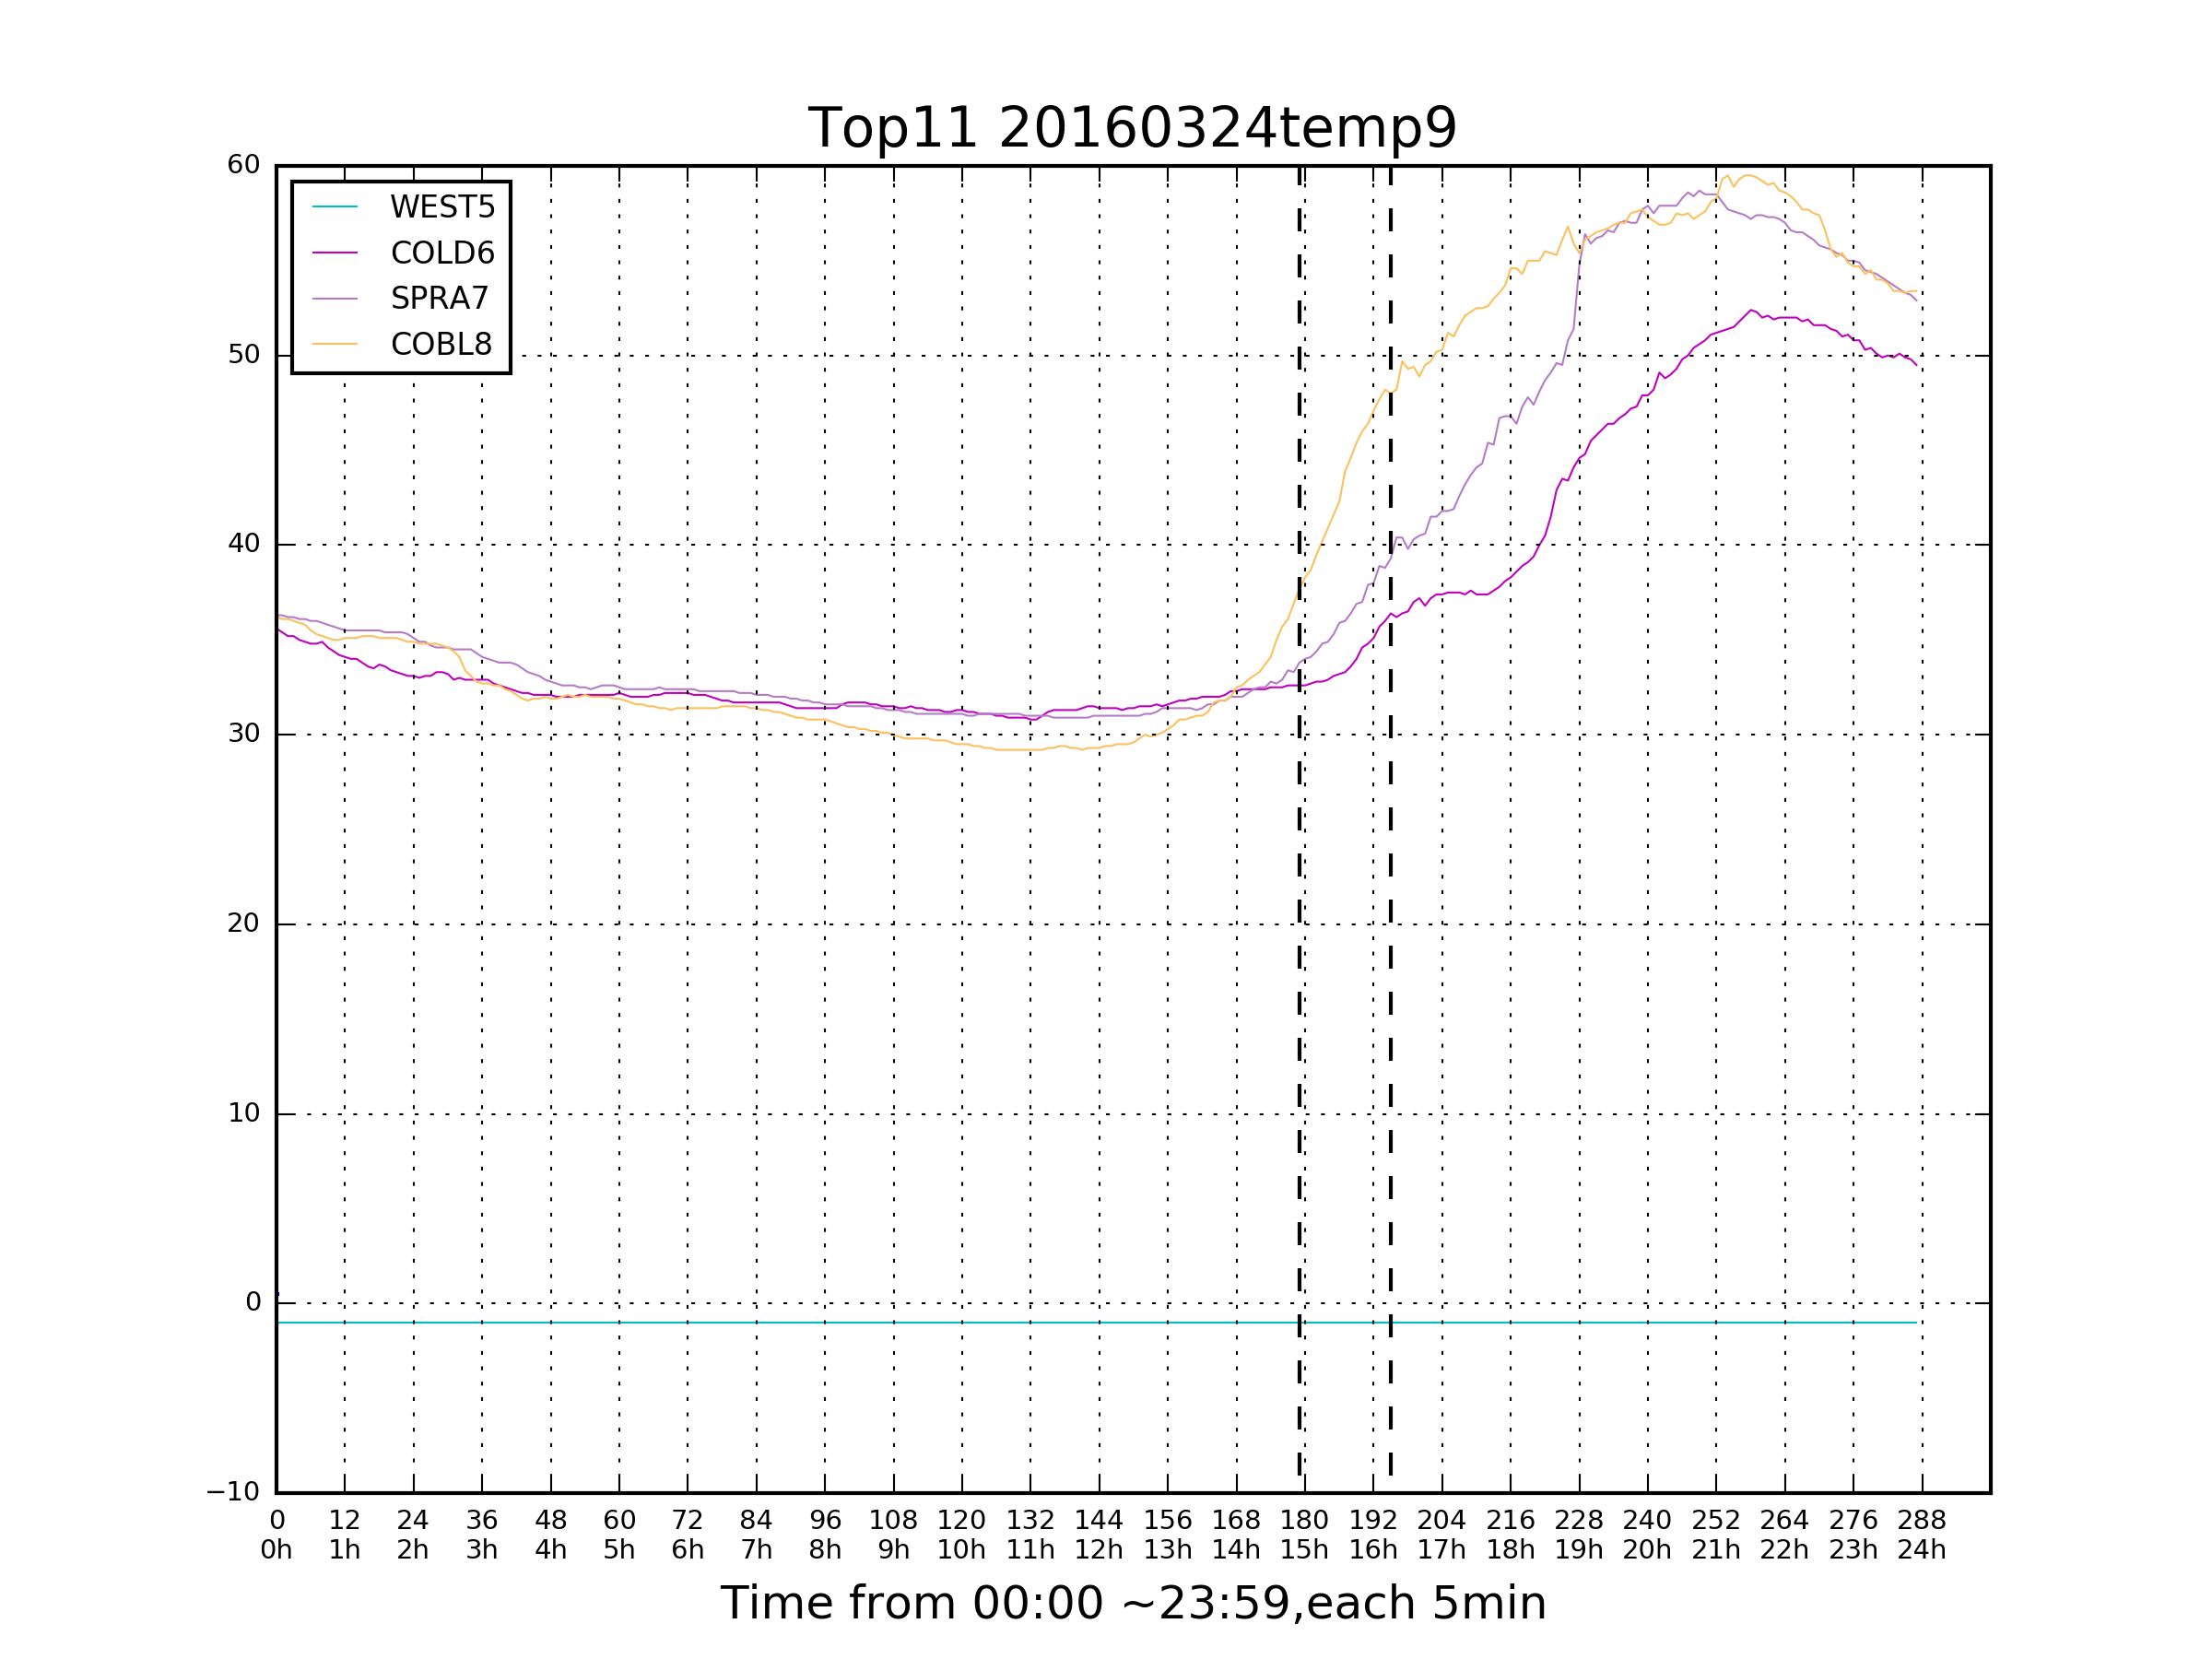 Top11 20160324temp9
60
50
40
30
20
10
0
−10
WEST5
COLD6
SPRA7
COBL8
0 12 24 36 48 60 72 84 96 108 120 132 144 156 168 180 192 204 216 228 240 252 264 276 288
0h 1h 2h 3h 4h 5h 6h 7h 8h 9h 10h 11h 12h 13h 14h 15h 16h 17h 18h 19h 20h 21h 22h 23h 24h
Time from 00:00 ~23:59,each 5min